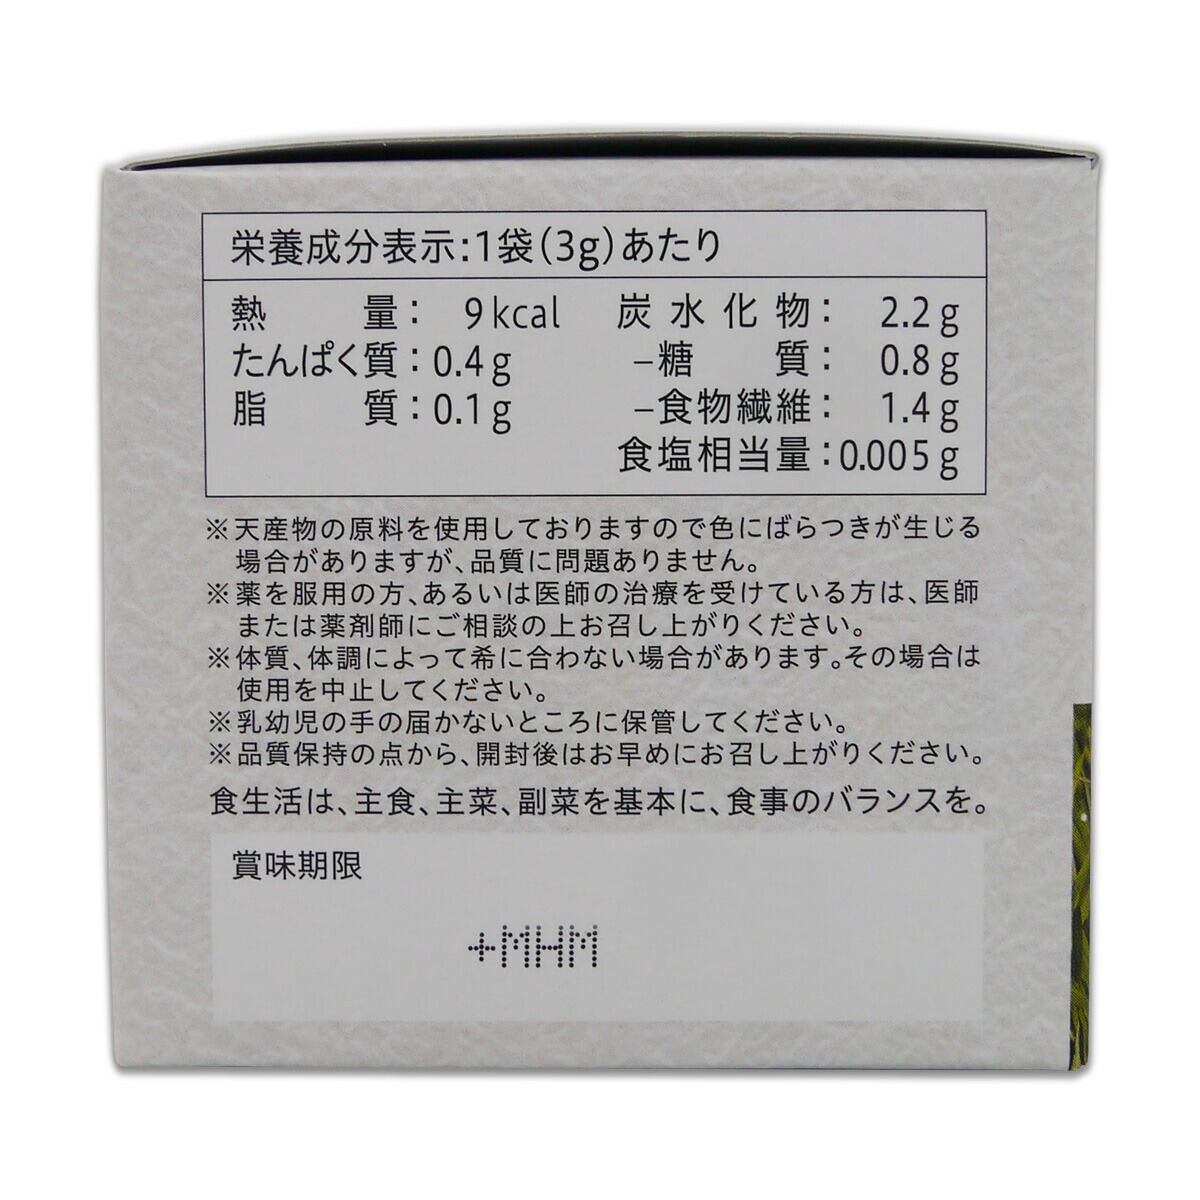 栄養成分表示:1袋(3g)あたり
熱量: 9kcal 炭水化物: 2.2g
たんぱく質:0.4g –糖質: 0.8g
脂質:0.1g –食物繊維: 1.4g
食塩相当量:0.005g
※天産物の原料を使用しておりますので色にばらつきが生じる
場合がありますが、品質に問題ありません。
※薬を服用の方、あるいは医師の治療を受けている方は、医師
または薬剤師にご相談の上お召し上がりください。
※体質、体調によって希に合わない場合があります。その場合は
使用を中止してください。
※乳幼児の手の届かないところに保管してください。
※品質保持の点から、開封後はお早めにお召し上がりください。
食生活は、主食、主菜、副菜を基本に、食事のバランスを。
賞味期限
+MHM